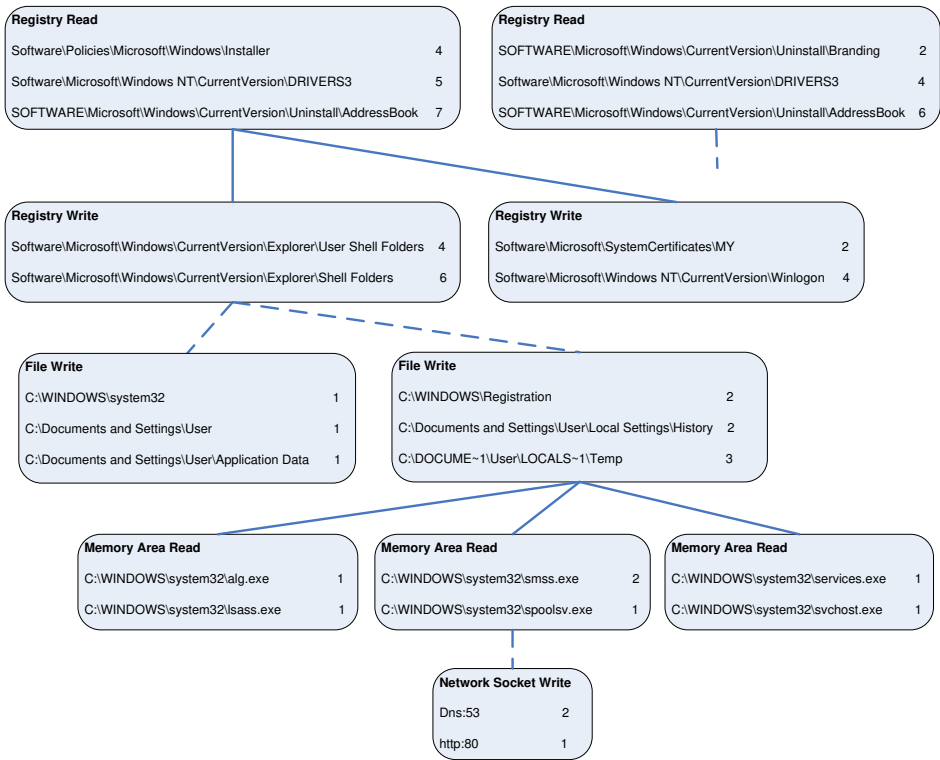 Registry Read
Software\Policies\Microsoft\Windows\Installer 4
Software\Microsoft\Windows NT\CurrentVersion\DRIVERS3 5
SOFTWARE\Microsoft\Windows\CurrentVersion\Uninstall\AddressBook 7
Registry Read
SOFTWARE\Microsoft\Windows\CurrentVersion\Uninstall\Branding 2
Software\Microsoft\Windows NT\CurrentVersion\DRIVERS3 4
SOFTWARE\Microsoft\Windows\CurrentVersion\Uninstall\AddressBook 6
Registry Write
Software\Microsoft\Windows\CurrentVersion\Explorer\User Shell Folders 4
Software\Microsoft\Windows\CurrentVersion\Explorer\Shell Folders 6
Registry Write
Software\Microsoft\SystemCertificates\MY 2
Software\Microsoft\Windows NT\CurrentVersion\Winlogon 4
File Write
C:\WINDOWS\system32 1
C:\Documents and Settings\User 1
C:\Documents and Settings\User\Application Data 1
File Write
C:\WINDOWS\Registration 2
C:\Documents and Settings\User\Local Settings\History 2
C:\DOCUME~1\User\LOCALS~1\Temp 3
Memory Area Read
C:\WINDOWS\system32\alg.exe 1
C:\WINDOWS\system32\lsass.exe 1
Memory Area Read
C:\WINDOWS\system32\smss.exe 2
C:\WINDOWS\system32\spoolsv.exe 1
Memory Area Read
C:\WINDOWS\system32\services.exe 1
C:\WINDOWS\system32\svchost.exe 1
Network Socket Write
Dns:53 2
http:80 1